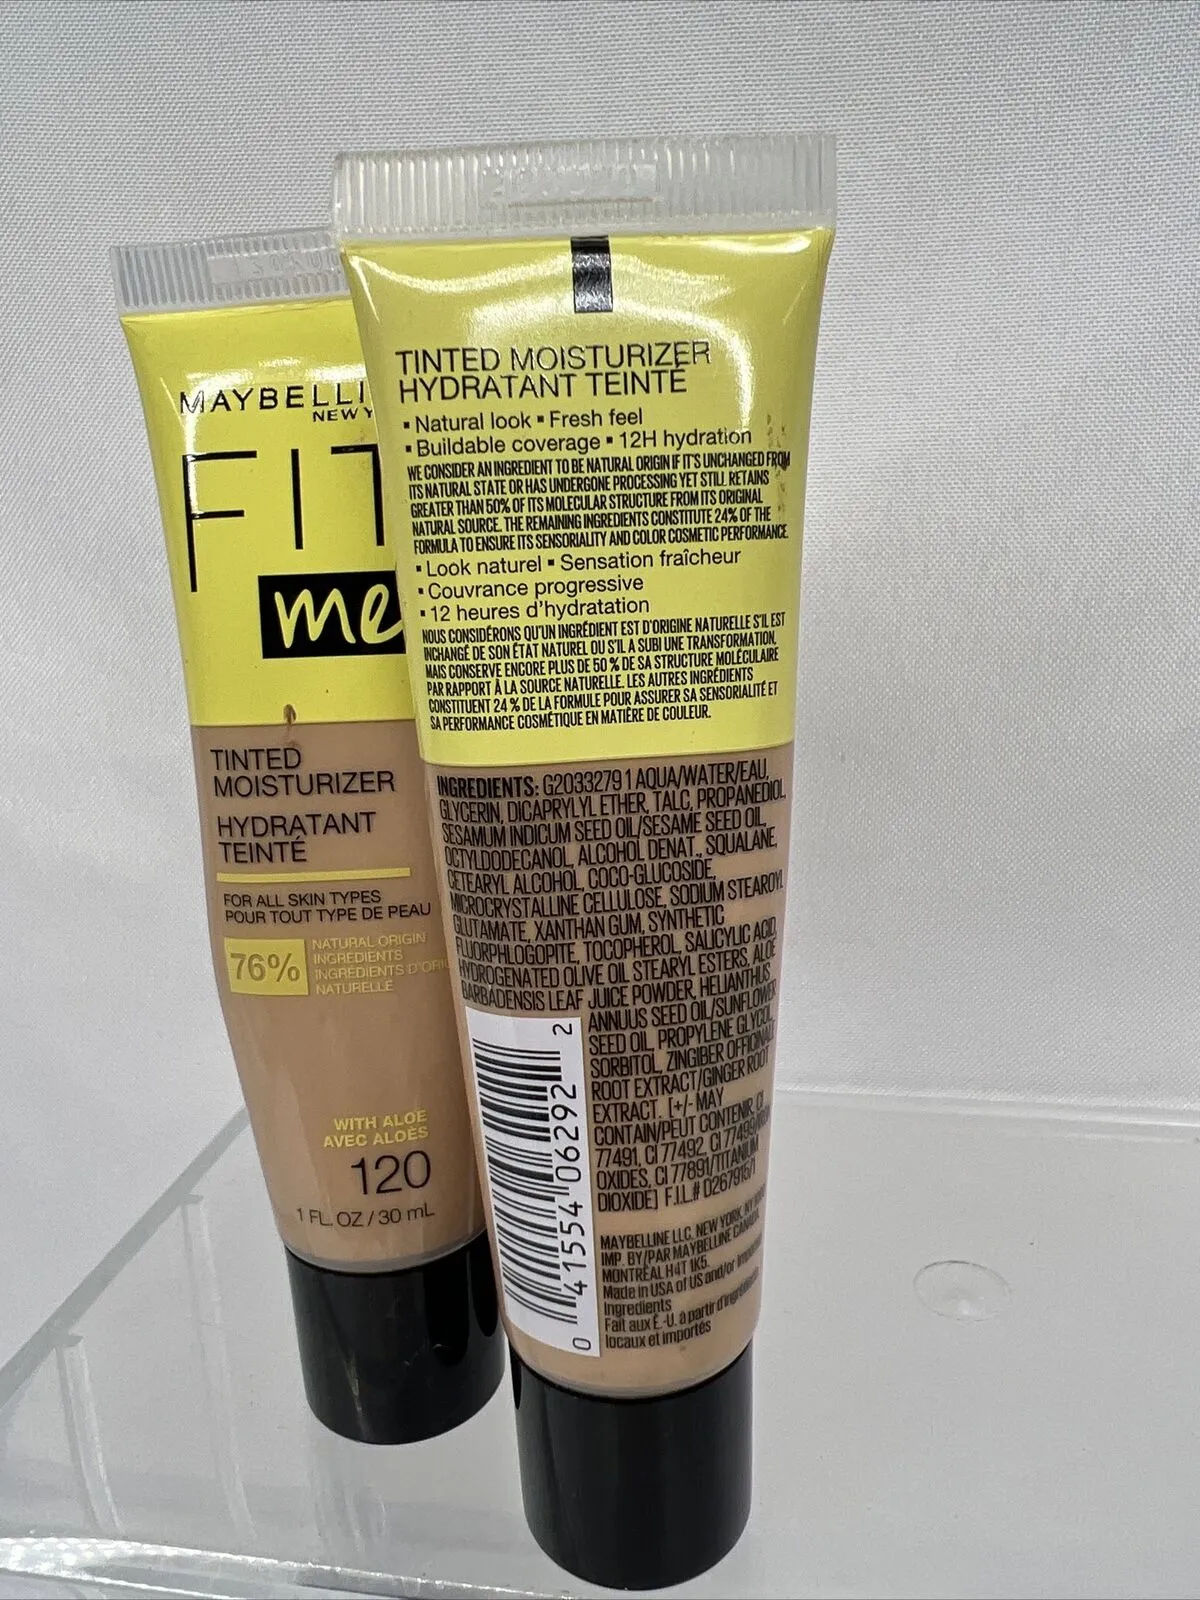 MAYBELLI
NEW Y
FIT
me
TINTED
MOISTURIZER
HYDRATANT
TEINTÉ
FOR ALL SKIN TYPES
POUR TOUT TYPE DE PEAU
76%
NATURAL ORIGIN
INGREDIENTS
INGRÉDIENTS D'ORI
NATURELLE
WITH ALOE
AVEC ALOÈS
120
1 FL. OZ / 30 mL
TINTED MOISTURIZER
HYDRATANT TEINTÉ
▪ Natural look ▪ Fresh feel
▪ Buildable coverage ▪ 12H hydration
WE CONSIDER AN INGREDIENT TO BE NATURAL ORIGIN IF IT'S UNCHANGED FROM
ITS NATURAL STATE OR HAS UNDERGONE PROCESSING YET STILL RETAINS
GREATER THAN 50% OF ITS MOLECULAR STRUCTURE FROM ITS ORIGINAL
NATURAL SOURCE. THE REMAINING INGREDIENTS CONSTITUTE 24% OF THE
FORMULA TO ENSURE ITS SENSORIALITY AND COLOR COSMETIC PERFORMANCE.
▪ Look naturel ▪ Sensation fraîcheur
▪ Couvrance progressive
▪ 12 heures d'hydratation
NOUS CONSIDÉRONS QU'UN INGRÉDIENT EST D'ORIGINE NATURELLE S'IL EST
INCHANGÉ DE SON ÉTAT NATUREL OU S'IL A SUBI UNE TRANSFORMATION,
MAIS CONSERVE ENCORE PLUS DE 50 % DE SA STRUCTURE MOLÉCULAIRE
PAR RAPPORT À LA SOURCE NATURELLE. LES AUTRES INGRÉDIENTS
CONSTITUENT 24 % DE LA FORMULE POUR ASSURER SA SENSORIALITÉ ET
SA PERFORMANCE COSMÉTIQUE EN MATIÈRE DE COULEUR.
INGREDIENTS: G2033279 1 AQUA/WATER/EAU,
GLYCERIN, DICAPRYLYL ETHER, TALC, PROPANEDIOL,
SESAMUM INDICUM SEED OIL/SESAME SEED OIL,
OCTYLDODECANOL, ALCOHOL DENAT., SQUALANE,
CETEARYL ALCOHOL, COCO-GLUCOSIDE,
MICROCRYSTALLINE CELLULOSE, SODIUM STEAROYL
GLUTAMATE, XANTHAN GUM, SYNTHETIC
FLUORPHLOGOPITE, TOCOPHEROL, SALICYLIC ACID,
HYDROGENATED OLIVE OIL STEARYL ESTERS, ALOE
BARBADENSIS LEAF JUICE POWDER, HELIANTHUS
ANNUUS SEED OIL/SUNFLOWER
SEED OIL, PROPYLENE GLYCOL,
SORBITOL, ZINGIBER OFFICINALE
ROOT EXTRACT/GINGER ROOT
EXTRACT. [+/- MAY
CONTAIN/PEUT CONTENIR, CI
77491, CI 77492, CI 77499/IRON
OXIDES, CI 77891/TITANIUM
DIOXIDE] F.I.L.# D267915/1
MAYBELLINE LLC, NEW YORK, NY
IMP. BY/PAR MAYBELLINE CANADA,
MONTRÉAL H4T 1K5.
Made in USA of US and/or imported
Ingredients
Fait aux É.-U. à partir d'ingrédients
locaux et importés
0 41554 06292 2